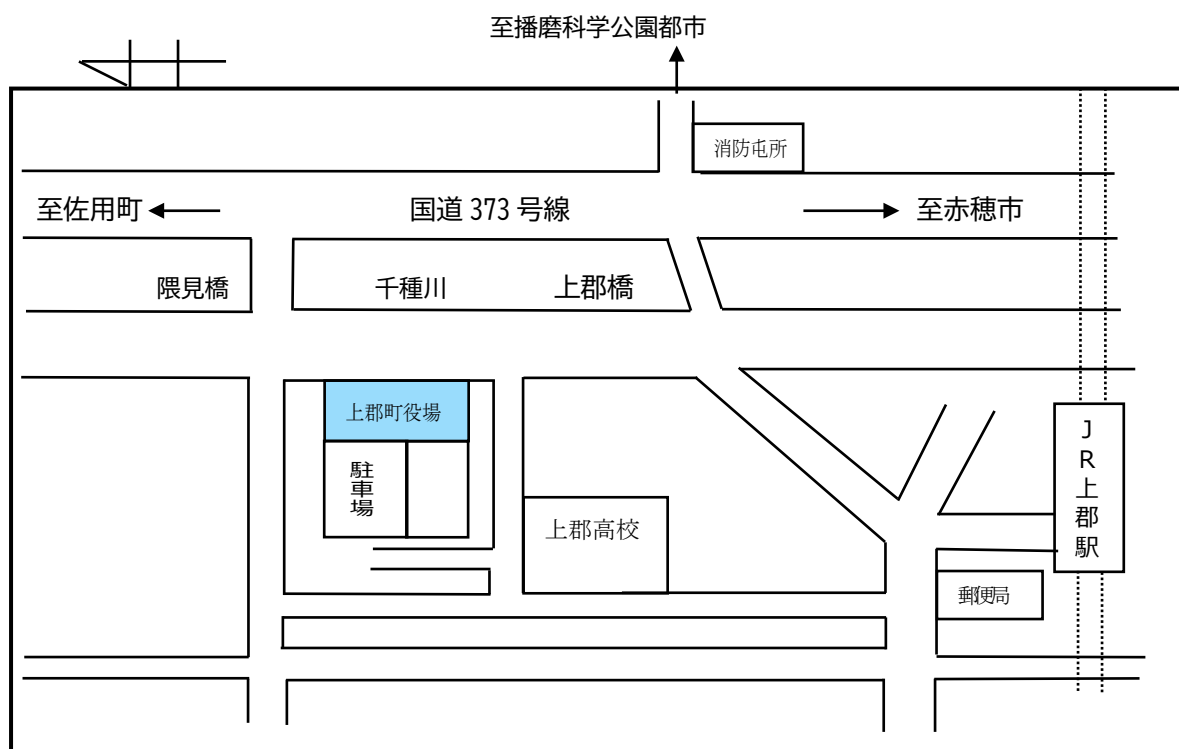 至播磨科学公園都市
消防屯所
至佐用町
国道 373 号線
至赤穂市
隈見橋
千種川
上郡橋
上郡町役場
駐車場
上郡高校
JR上郡駅
郵便局